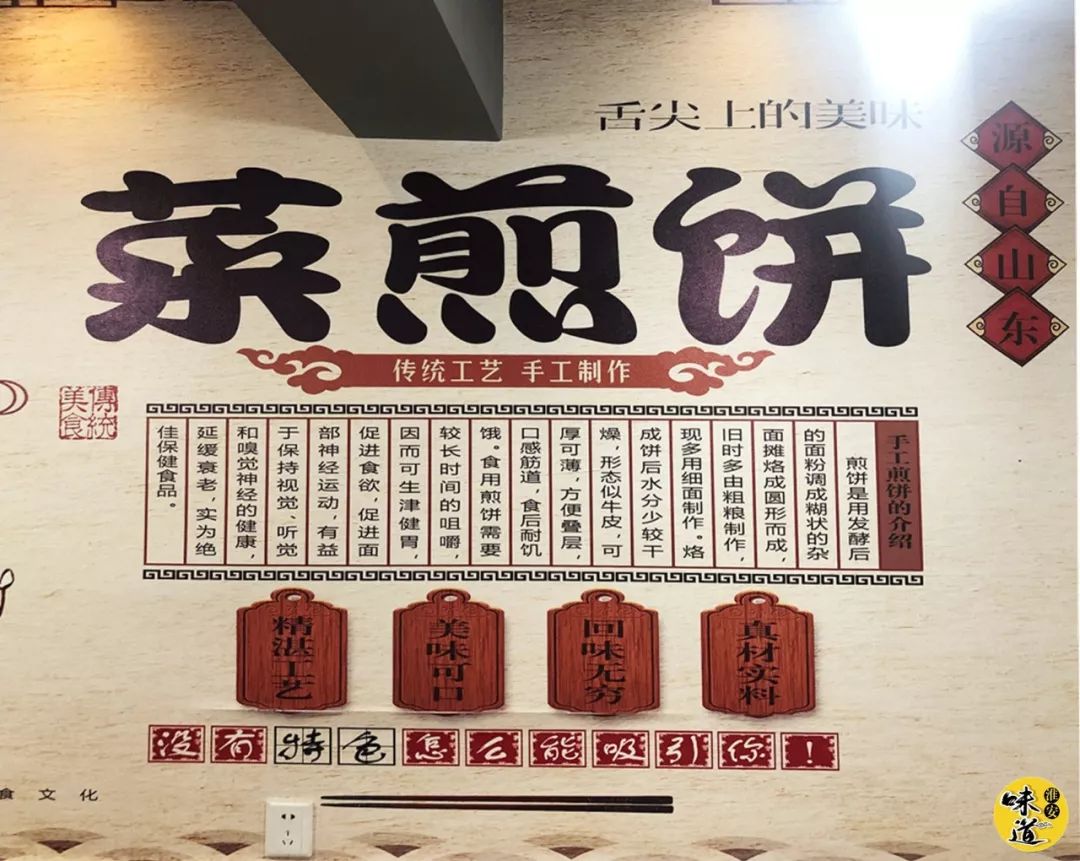 舌尖上的美味
源自山东
菜煎饼
传统工艺 手工制作
傳統美食
手工煎饼的介绍
煎饼是用发酵后
的面粉调成糊状的杂
面摊烙成圆形而成，
旧时多由粗粮制作，
现多用细面制作。烙
成饼后水分少较干
燥，形态似牛皮，可
厚可薄，方便叠层，
口感筋道，食后耐饥
饿。食用煎饼需要
较长时间的咀嚼，
因而可生津健胃，
促进食欲，促进面
部神经运动，有益
于保持视觉、听觉
和嗅觉神经的健康，
延缓衰老，实为绝
佳保健食品。
精湛工艺
美味可口
回味无穷
真材实料
没有特色怎么能吸引你！
食文化
味道
淮安